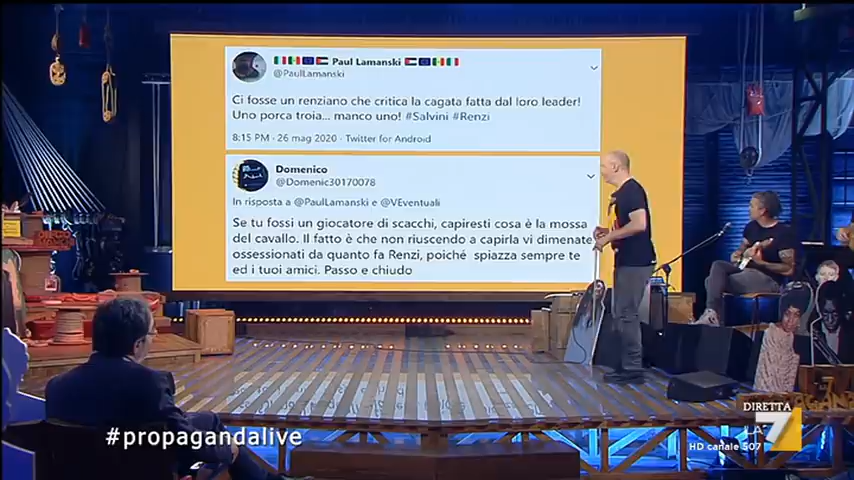 Paul Lamanski
@PaulLamanski
Ci fosse un renziano che critica la cagata fatta dal loro leader!
Uno porca troia... manco uno! #Salvini #Renzi
8:15 PM · 26 mag 2020 · Twitter for Android
Domenico
@Domenic30170078
In risposta a @PaulLamanski e @VEventuali
Se tu fossi un giocatore di scacchi, capiresti cosa è la mossa
del cavallo. Il fatto è che non riuscendo a capirla vi dimenate
ossessionati da quanto fa Renzi, poiché spiazza sempre te
ed i tuoi amici. Passo e chiudo
#propagandalive
DIRETTA
LA7
HD canale 507